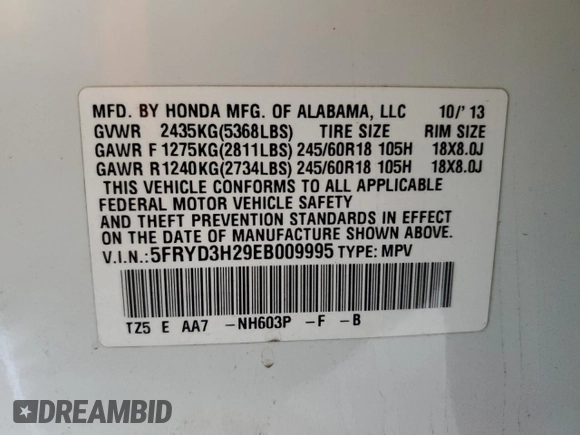 MFD. BY HONDA MFG. OF ALABAMA, LLC 10/'13
GVWR 2435KG(5368LBS) TIRE SIZE RIM SIZE
GAWR F 1275KG(2811LBS) 245/60R18 105H 18X8.0J
GAWR R1240KG(2734LBS) 245/60R18 105H 18X8.0J
THIS VEHICLE CONFORMS TO ALL APPLICABLE
FEDERAL MOTOR VEHICLE SAFETY
AND THEFT PREVENTION STANDARDS IN EFFECT
ON THE DATE OF MANUFACTURE SHOWN ABOVE.
V.I.N.:5FRYD3H29EB009995 TYPE: MPV
TZ5 E AA7 -NH603P -F -B
DREAMBID